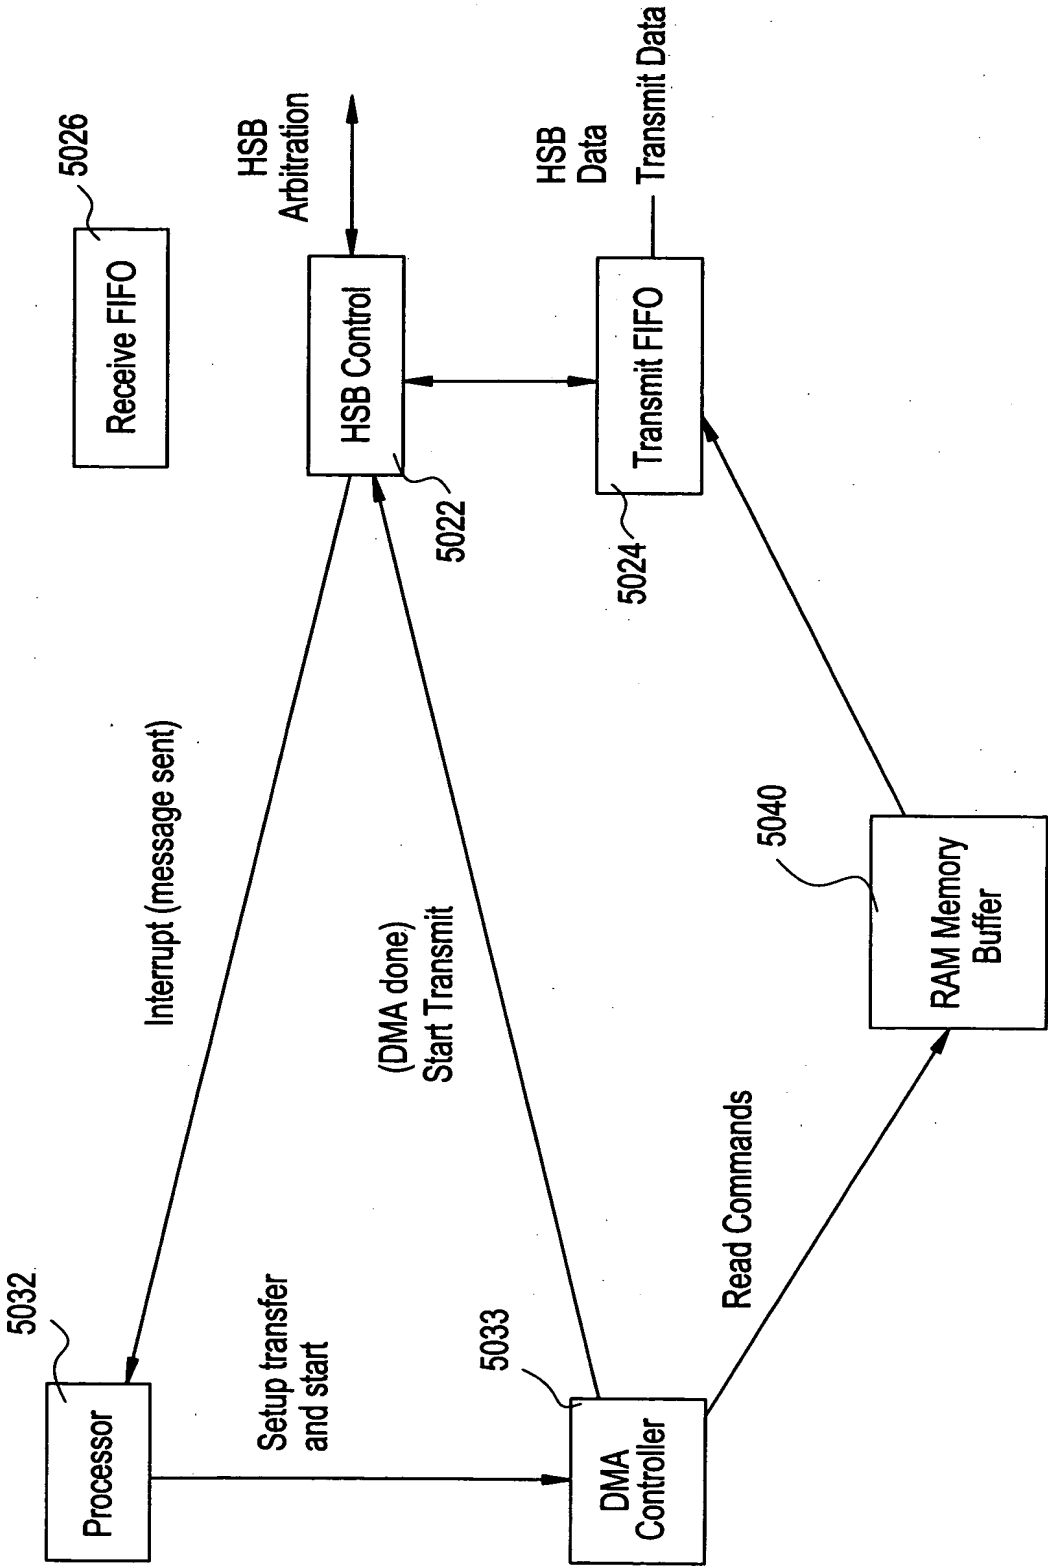 5032
Processor
Interrupt (message sent)
5026
Receive FIFO
HSB
Arbitration
Setup transfer
and start
(DMA done)
Start Transmit
HSB Control
5022
5033
DMA
Controller
Read Commands
5024
Transmit FIFO
HSB
Data
Transmit Data
5040
RAM Memory
Buffer